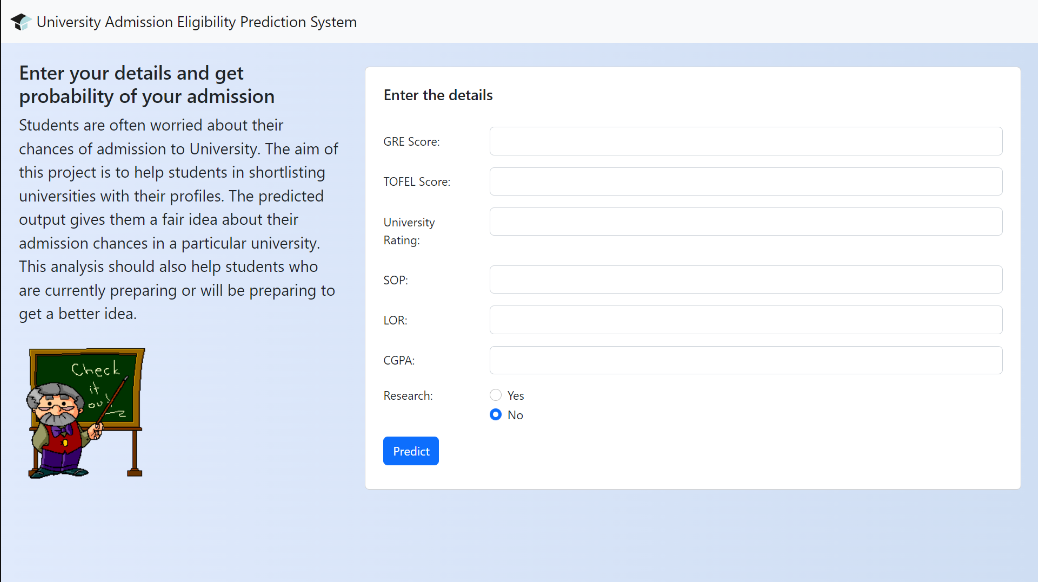 University Admission Eligibility Prediction System
Enter your details and get
probability of your admission
Students are often worried about their
chances of admission to University. The aim of
this project is to help students in shortlisting
universities with their profiles. The predicted
output gives them a fair idea about their
admission chances in a particular university.
This analysis should also help students who
are currently preparing or will be preparing to
get a better idea.
Check
it
out
Enter the details
GRE Score:
TOFEL Score:
University
Rating:
SOP:
LOR:
CGPA:
Research:
Yes
No
Predict